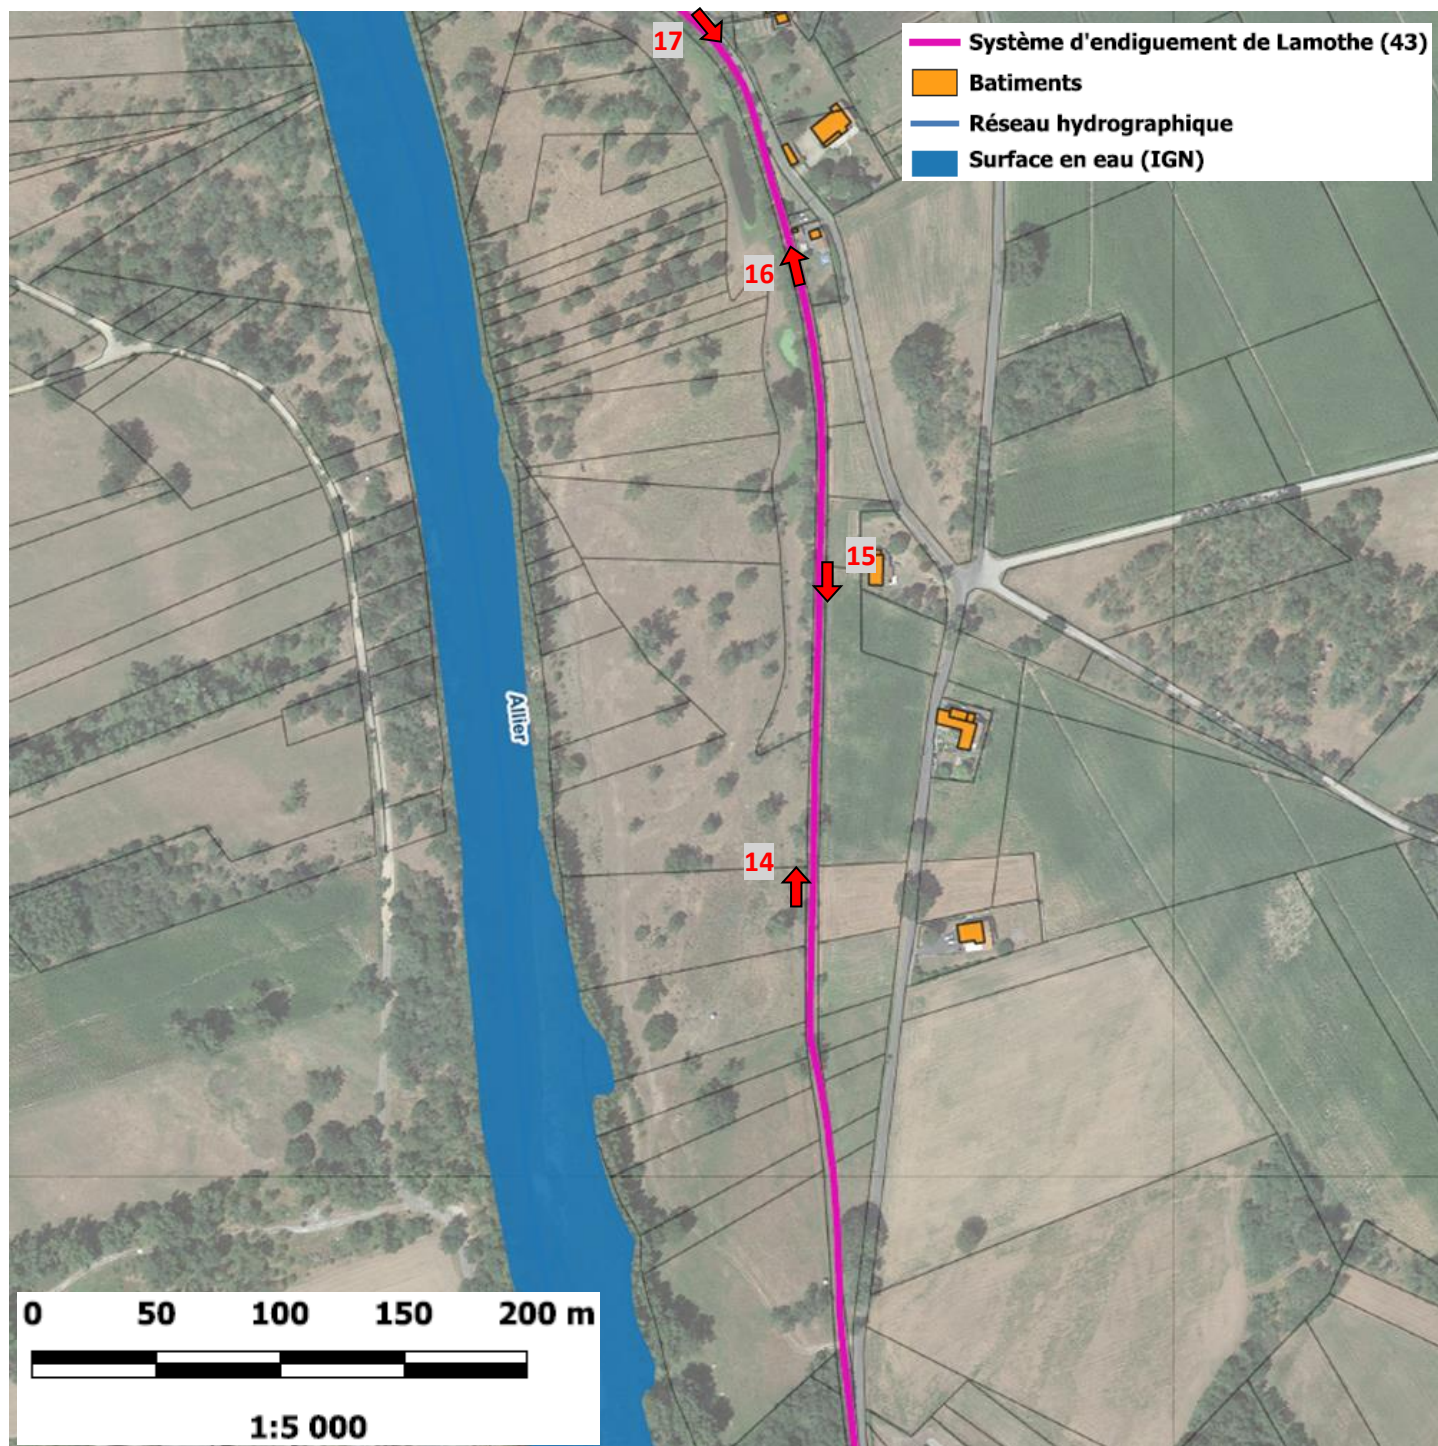 17
Système d'endiguement de Lamothe (43)
Batiments
Réseau hydrographique
Surface en eau (IGN)
16
15
Allier
14
0 50 100 150 200 m
1:5 000